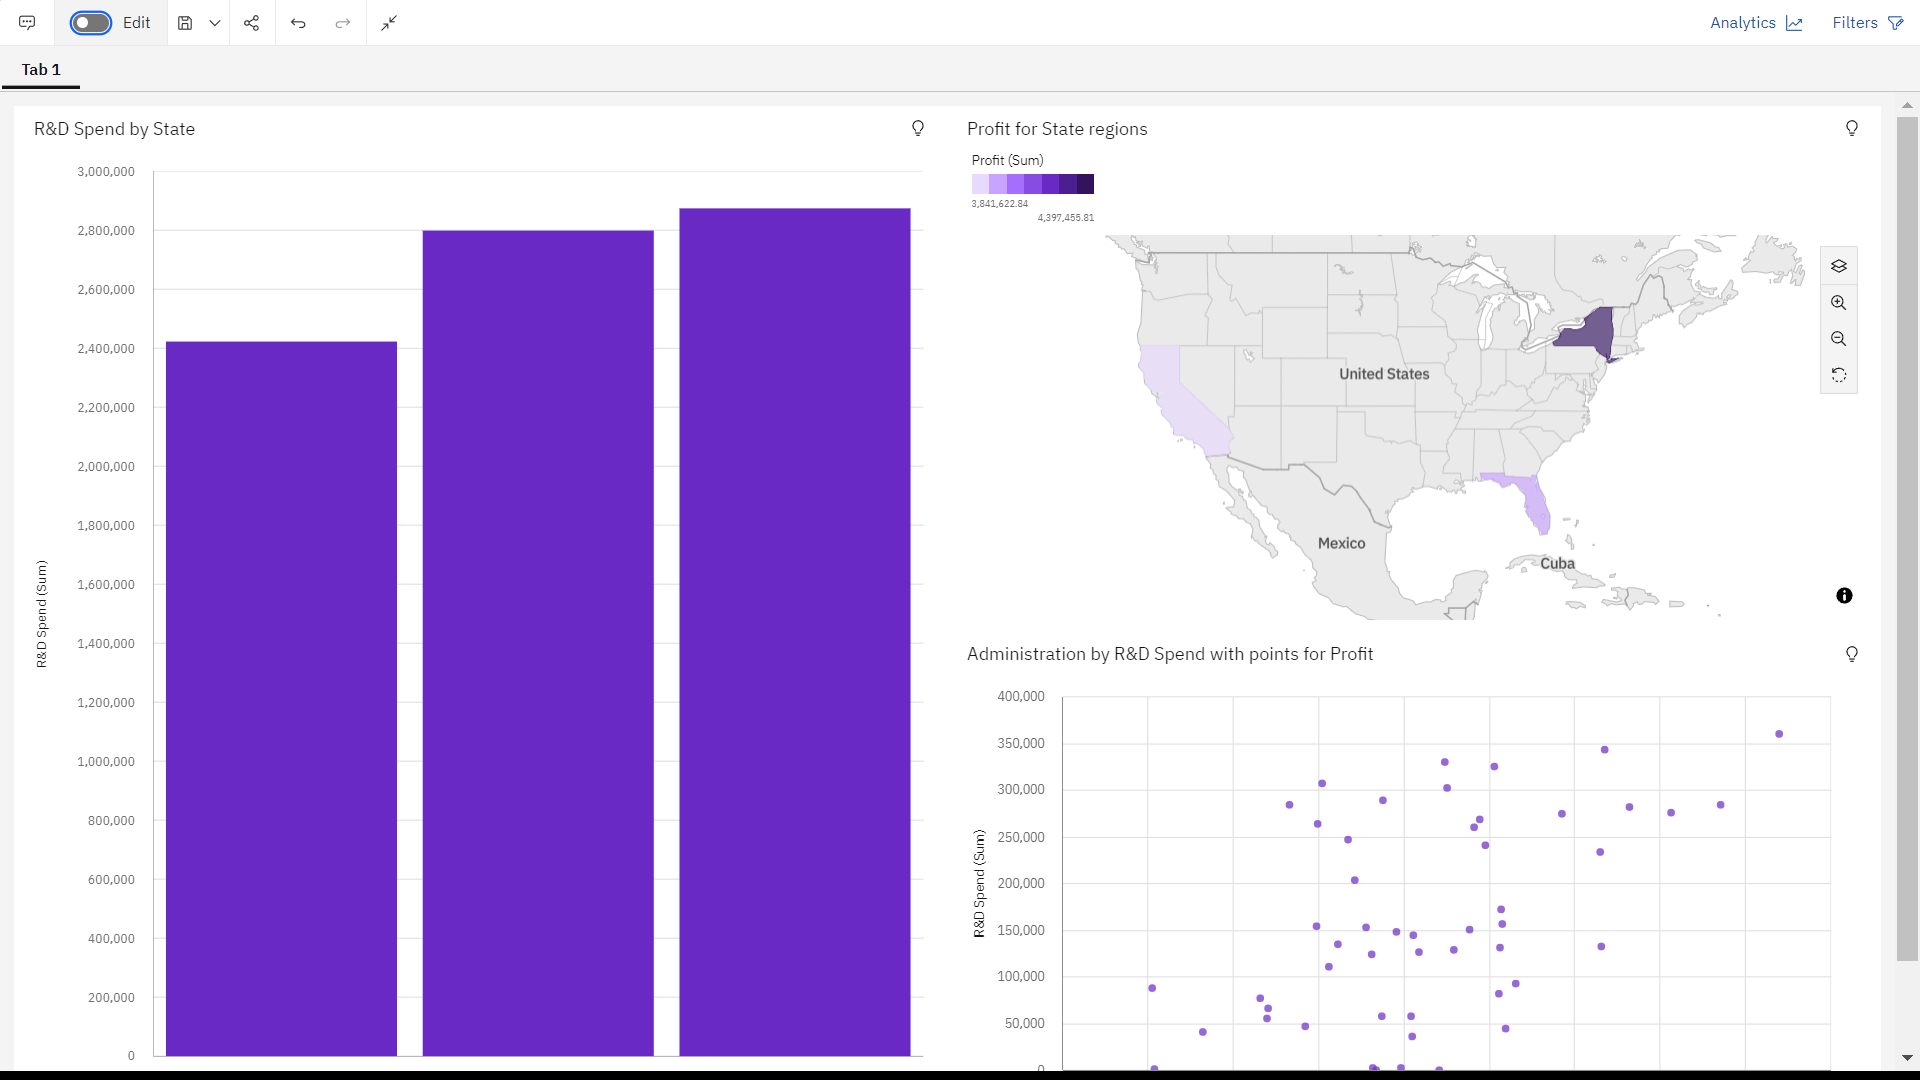 Edit
Analytics
Filters
Tab 1
R&D Spend by State
3,000,000
2,800,000
2,600,000
2,400,000
2,200,000
2,000,000
1,800,000
1,600,000
1,400,000
1,200,000
1,000,000
800,000
600,000
400,000
200,000
0
R&D Spend (Sum)
Profit for State regions
Profit (Sum)
3,841,622.84
4,397,455.81
United States
Mexico
Cuba
Administration by R&D Spend with points for Profit
400,000
350,000
300,000
250,000
200,000
150,000
100,000
50,000
0
R&D Spend (Sum)